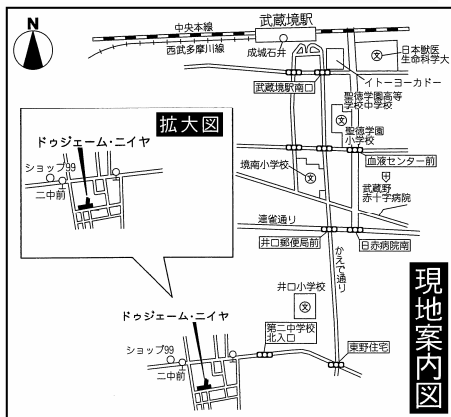 武蔵境駅
中央本線
西武多摩川線
成城石井
日本獣医
生命科学大
イトーヨーカドー
武蔵境駅南口
聖徳学園高等
学校中学校
聖徳学園
小学校
拡大図
ドゥジェーム・ニイヤ
ショップ99
二中前
境南小学校
血液センター前
武蔵野
赤十字病院
連雀通り
井口郵便局前
日赤病院南
かえで通り
井口小学校
現地案内図
ドゥジェーム・ニイヤ
第二中学校
北入口
ショップ99
二中前
東野住宅
文
文
文
文
N